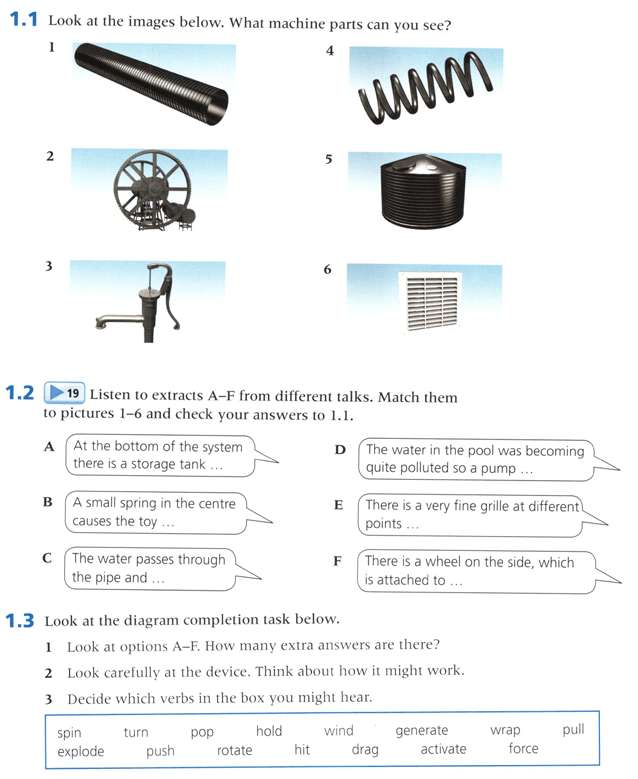 1.1 Look at the images below. What machine parts can you see?
1
4
2
5
3
6
1.2 19 Listen to extracts A–F from different talks. Match them
to pictures 1–6 and check your answers to 1.1.
A At the bottom of the system
there is a storage tank ...
D The water in the pool was becoming
quite polluted so a pump ...
B A small spring in the centre
causes the toy ...
E There is a very fine grille at different
points ...
C The water passes through
the pipe and ...
F There is a wheel on the side, which
is attached to ...
1.3 Look at the diagram completion task below.
1 Look at options A–F. How many extra answers are there?
2 Look carefully at the device. Think about how it might work.
3 Decide which verbs in the box you might hear.
spin turn pop hold wind generate wrap pull
explode push rotate hit drag activate force